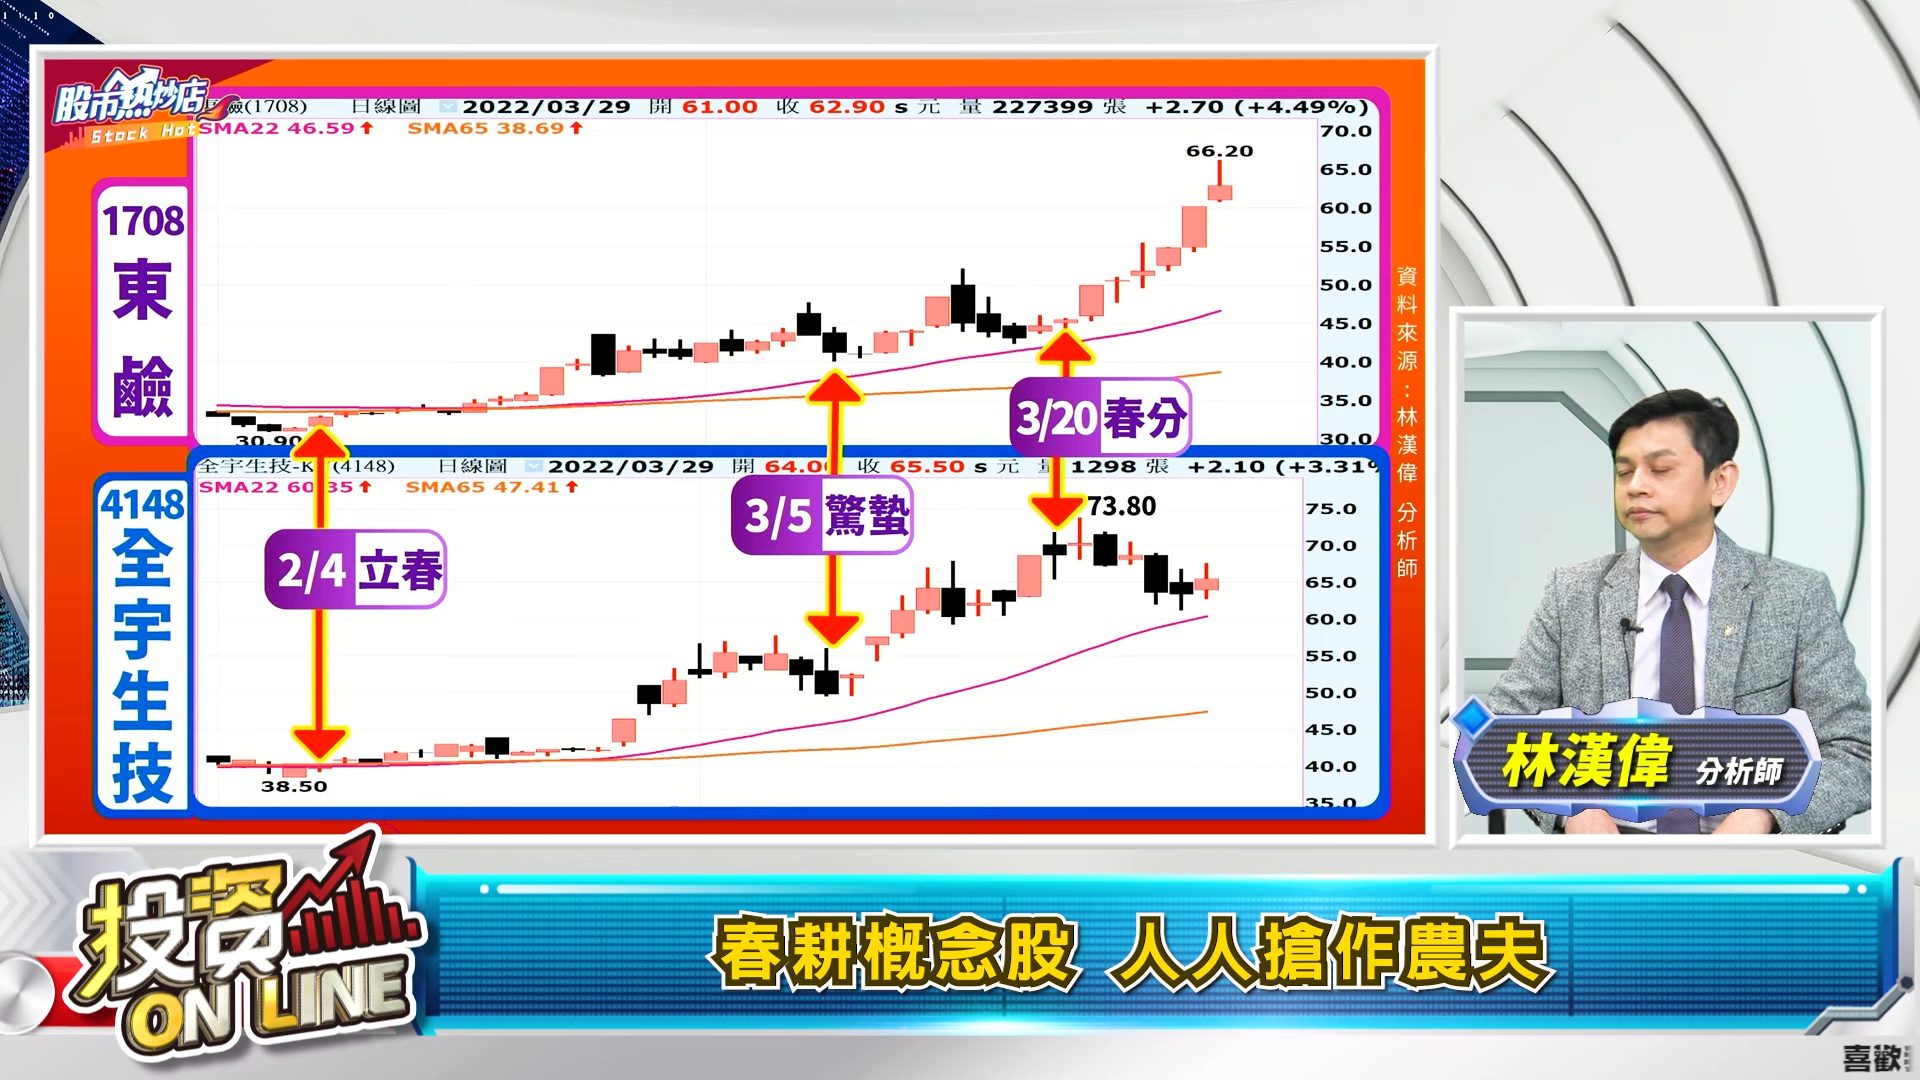 股市熱炒店
Stock Hot
鹼(1708) 日線圖 2022/03/29 開 61.00 收 62.90 s 元 量 227399 張 +2.70 (+4.49%)
SMA22 46.59↑ SMA65 38.69↑
70.0
66.20
65.0
60.0
55.0
50.0
45.0
40.0
35.0
30.0
30.90
1708
東鹼
3/20 春分
全宇生技-K (4148) 日線圖 2022/03/29 開 64.00 收 65.50 s 元 量 1298 張 +2.10 (+3.31%
SMA22 60.35↑ SMA65 47.41↑
73.80
75.0
70.0
65.0
60.0
55.0
50.0
45.0
40.0
35.0
38.50
4148
全宇生技
2/4 立春
3/5 驚蟄
資料來源:林漢偉 分析師
林漢偉 分析師
投資
ON LINE
春耕概念股 人人搶作農夫
喜歡